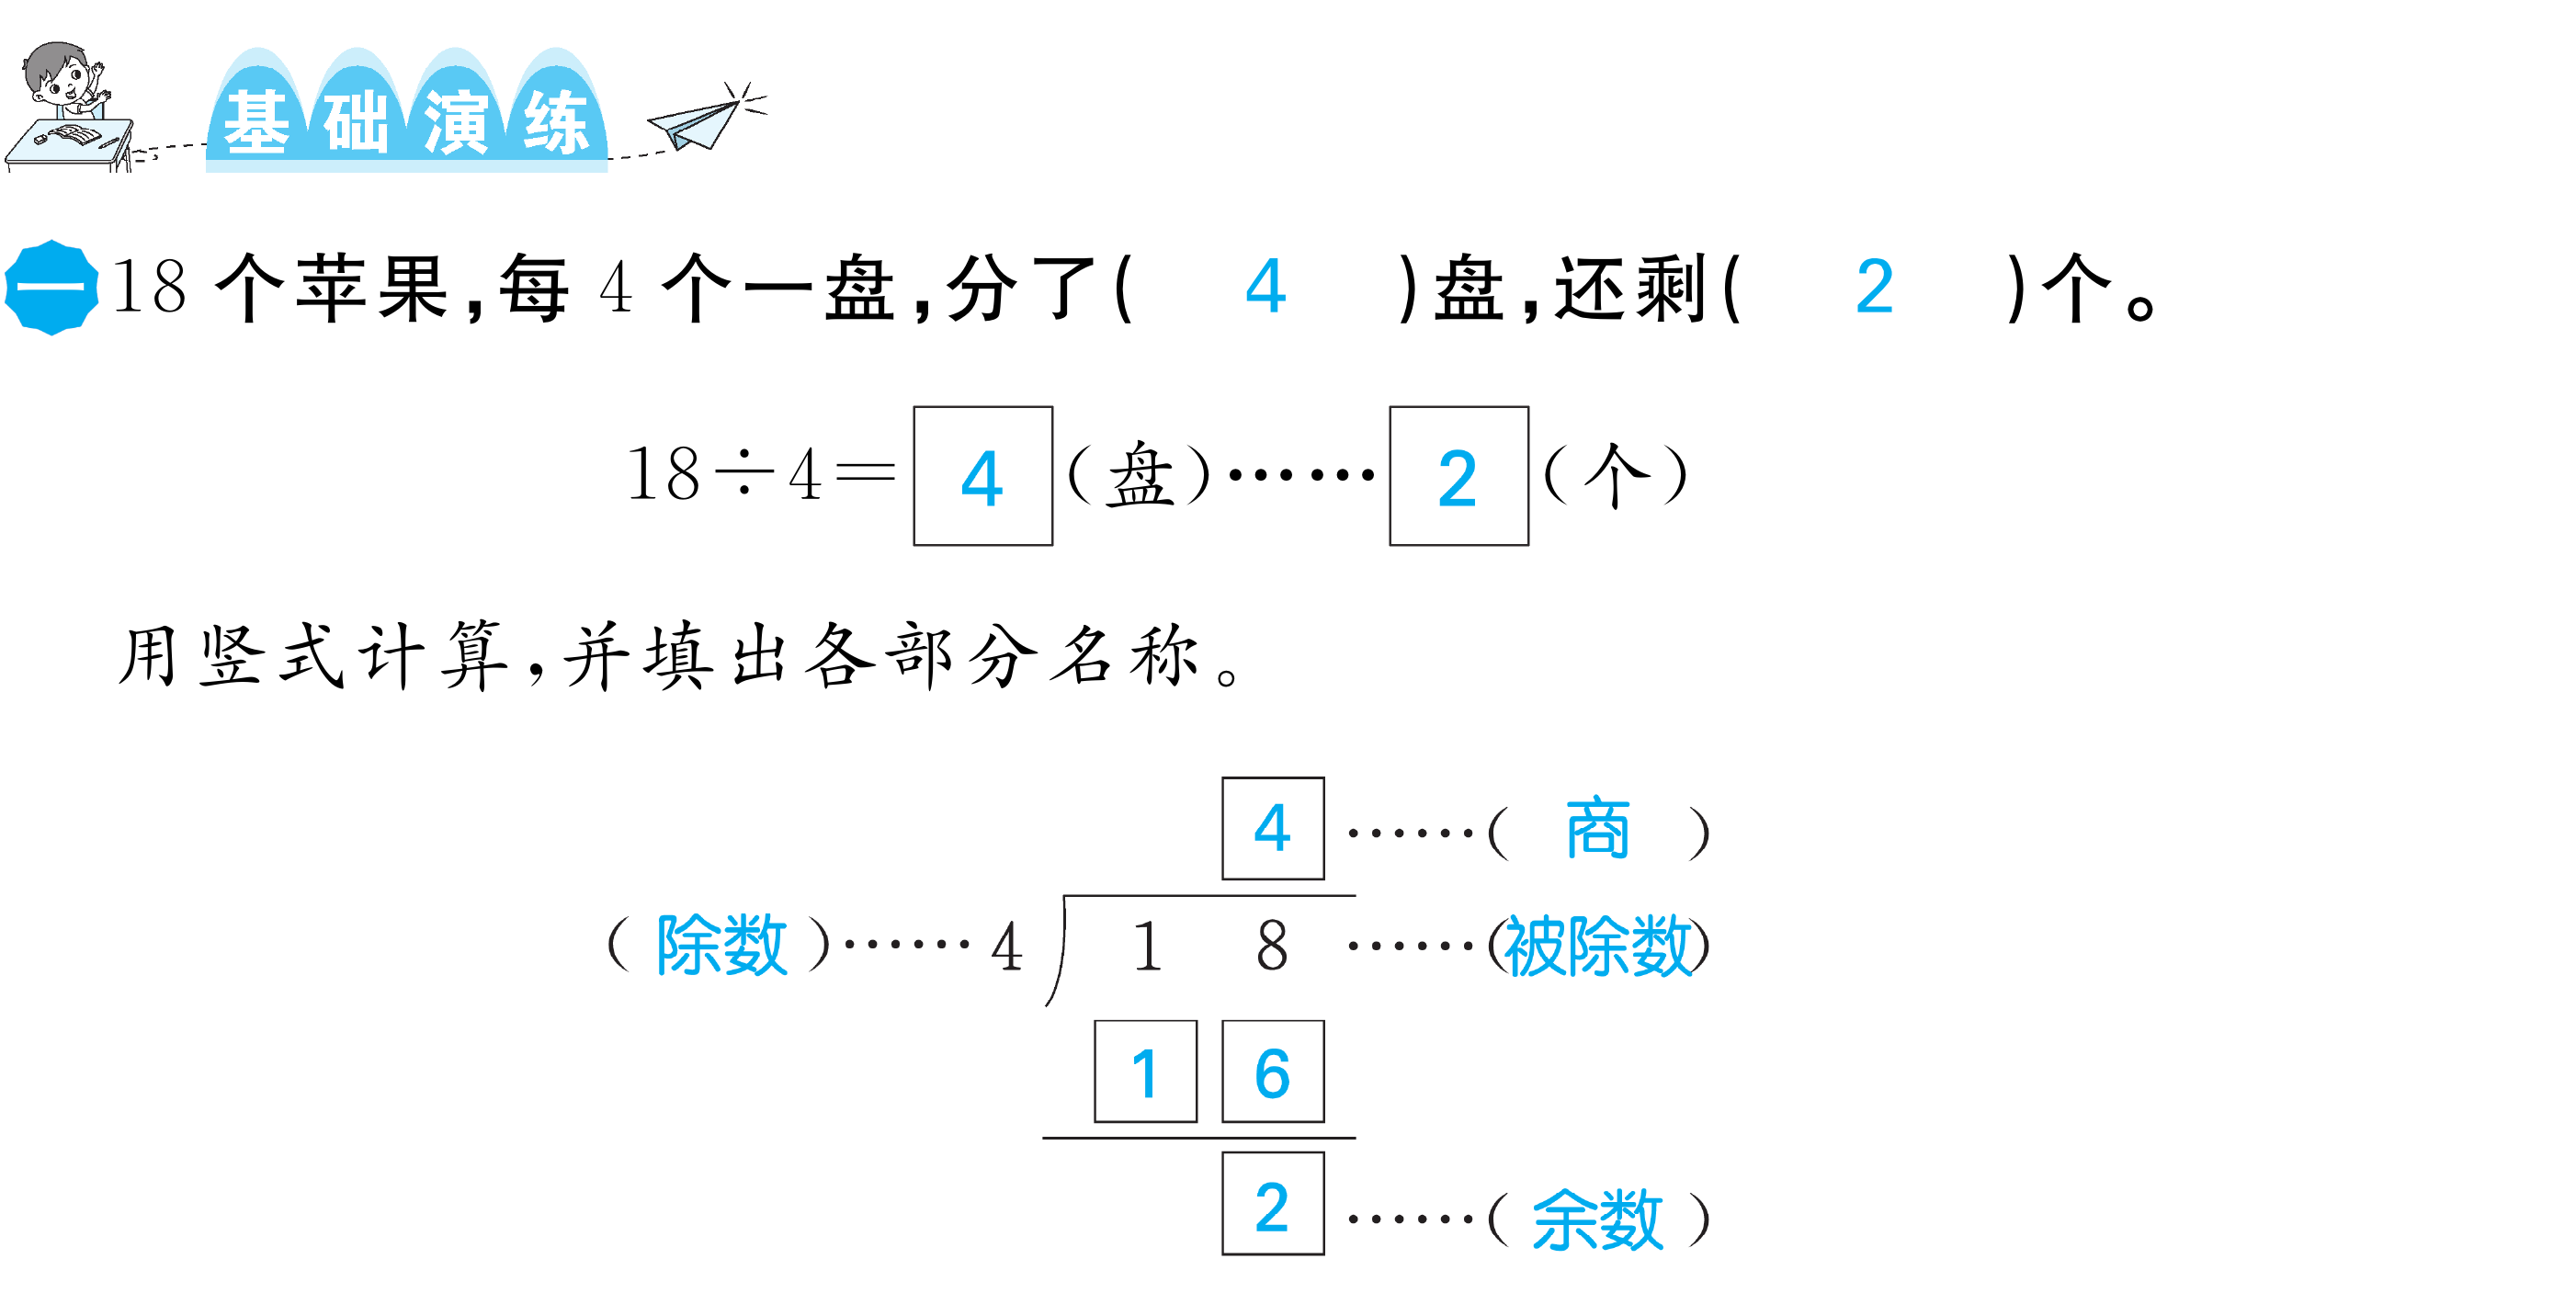 基础演练
一 18 个苹果,每 4 个一盘,分了( 4 )盘,还剩( 2 )个。
18÷4=4(盘)……2(个)
用竖式计算,并填出各部分名称。
4 ……( 商 )
( 除数 )……4 1 8 ……(被除数)
1 6
2 ……( 余数 )